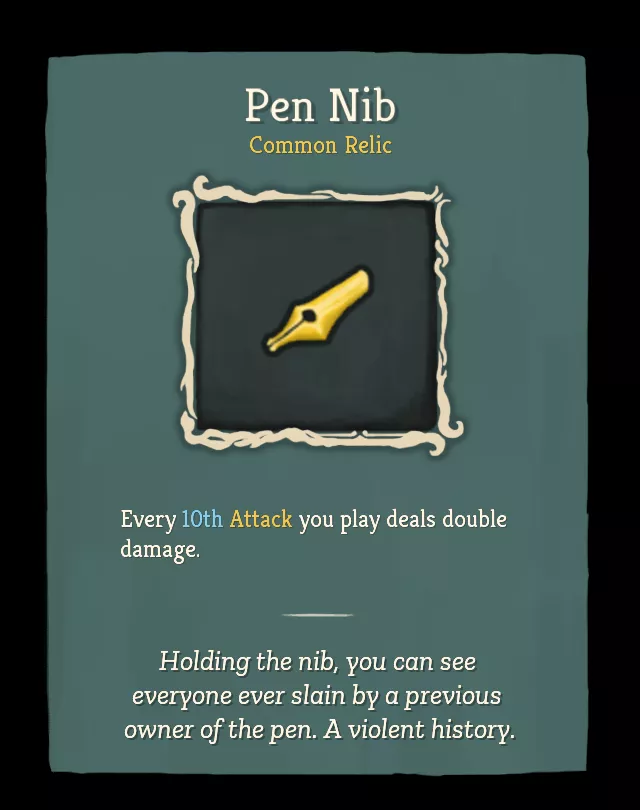 Pen Nib
Common Relic
Every 10th Attack you play deals double
damage.
Holding the nib, you can see
everyone ever slain by a previous
owner of the pen. A violent history.